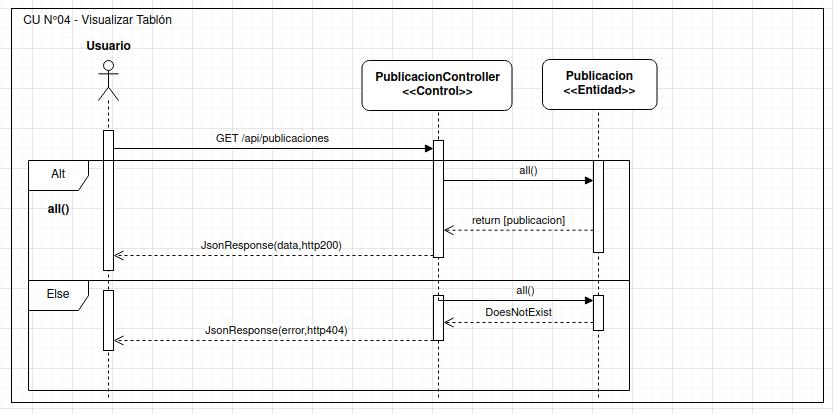 CU Nº04 - Visualizar Tablón
Usuario
PublicacionController
<<Control>>
Publicacion
<<Entidad>>
GET /api/publicaciones
Alt
all()
all()
return [publicacion]
JsonResponse(data,http200)
Else
all()
DoesNotExist
JsonResponse(error,http404)